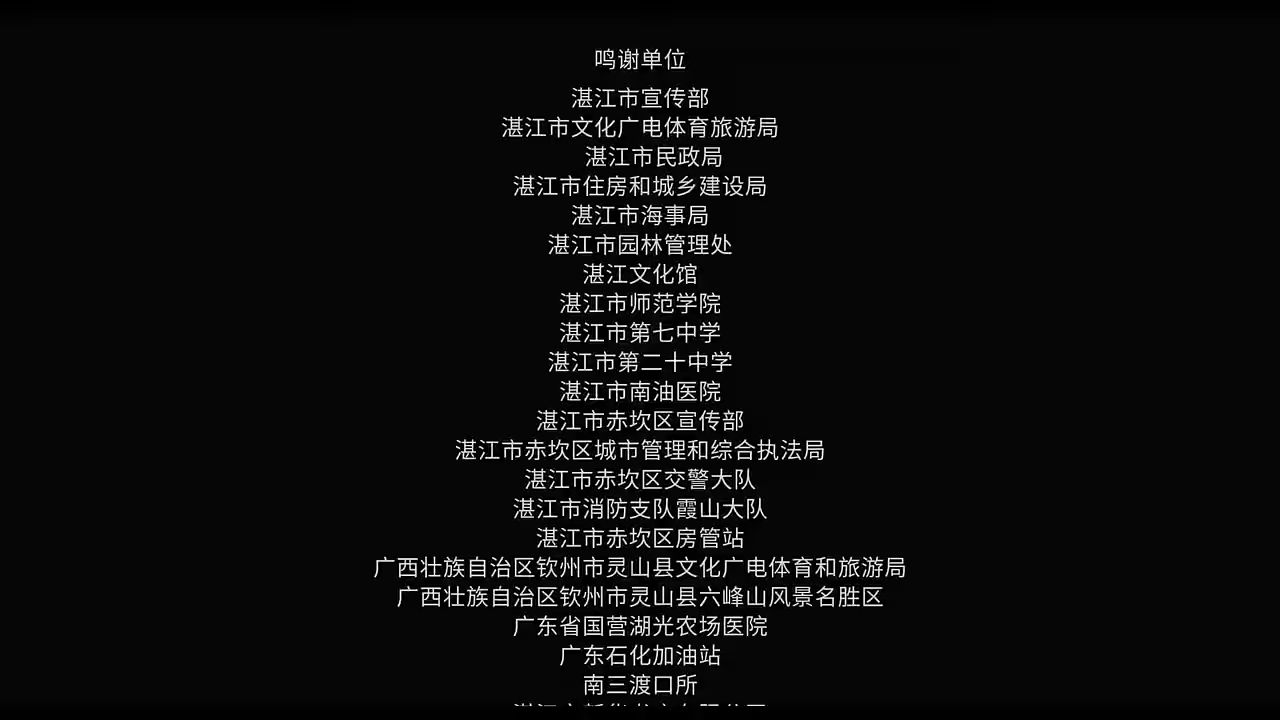 鸣谢单位
湛江市宣传部
湛江市文化广电体育旅游局
湛江市民政局
湛江市住房和城乡建设局
湛江市海事局
湛江市园林管理处
湛江文化馆
湛江市师范学院
湛江市第七中学
湛江市第二十中学
湛江市南油医院
湛江市赤坎区宣传部
湛江市赤坎区城市管理和综合执法局
湛江市赤坎区交警大队
湛江市消防支队霞山大队
湛江市赤坎区房管站
广西壮族自治区钦州市灵山县文化广电体育和旅游局
广西壮族自治区钦州市灵山县六峰山风景名胜区
广东省国营湖光农场医院
广东石化加油站
南三渡口所